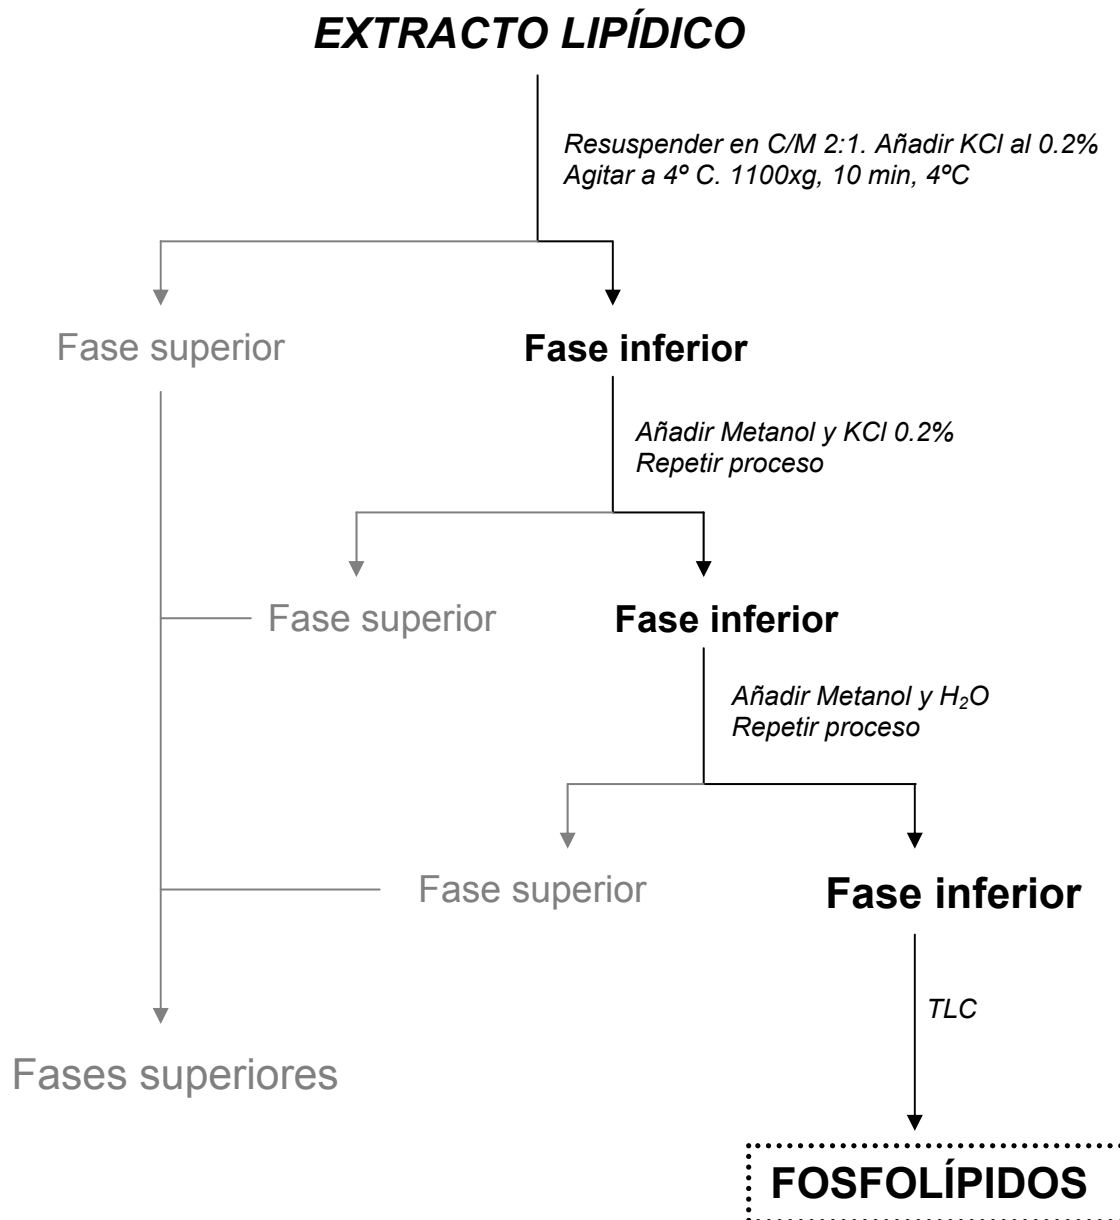 EXTRACTO LIPÍDICO
Resuspender en C/M 2:1. Añadir KCl al 0.2%
Agitar a 4º C. 1100xg, 10 min, 4ºC
Fase superior
Fase inferior
Añadir Metanol y KCl 0.2%
Repetir proceso
Fase superior
Fase inferior
Añadir Metanol y H₂O
Repetir proceso
Fase superior
Fase inferior
TLC
Fases superiores
FOSFOLÍPIDOS